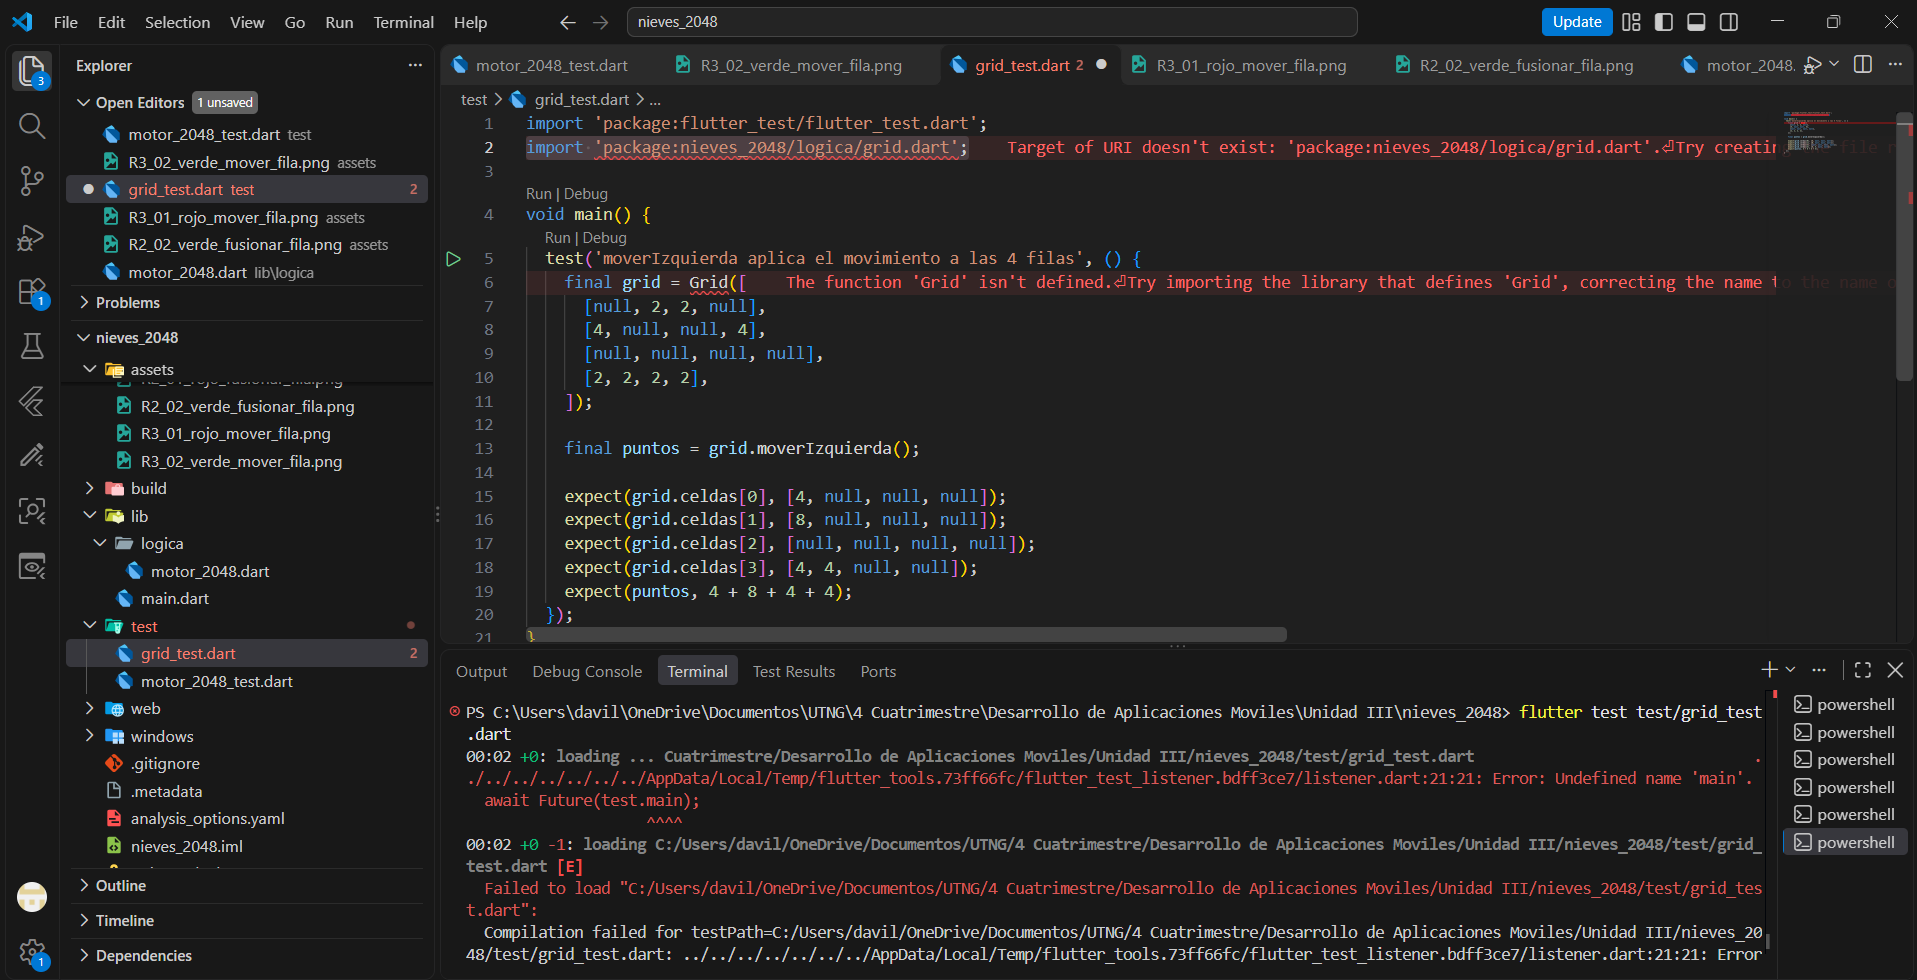 File Edit Selection View Go Run Terminal Help
nieves_2048
Update
Explorer
3
Open Editors 1 unsaved
motor_2048_test.dart test
R3_02_verde_mover_fila.png assets
grid_test.dart test 2
R3_01_rojo_mover_fila.png assets
R2_02_verde_fusionar_fila.png assets
motor_2048.dart lib\logica
1
Problems
nieves_2048
assets
R2_01_rojo_fusionar_fila.png
R2_02_verde_fusionar_fila.png
R3_01_rojo_mover_fila.png
R3_02_verde_mover_fila.png
build
lib
logica
motor_2048.dart
main.dart
test
grid_test.dart 2
motor_2048_test.dart
web
windows
.gitignore
.metadata
analysis_options.yaml
nieves_2048.iml
Outline
Timeline
Dependencies
1
motor_2048_test.dart R3_02_verde_mover_fila.png grid_test.dart 2 R3_01_rojo_mover_fila.png R2_02_verde_fusionar_fila.png motor_2048.
test > grid_test.dart > ...
1 import 'package:flutter_test/flutter_test.dart';
2 import 'package:nieves_2048/logica/grid.dart'; Target of URI doesn't exist: 'package:nieves_2048/logica/grid.dart'.⏎Try creating the file r
3
Run | Debug
4 void main() {
Run | Debug
5 test('moverIzquierda aplica el movimiento a las 4 filas', () {
6 final grid = Grid([ The function 'Grid' isn't defined.⏎Try importing the library that defines 'Grid', correcting the name to the name o
7 [null, 2, 2, null],
8 [4, null, null, 4],
9 [null, null, null, null],
10 [2, 2, 2, 2],
11 ]);
12
13 final puntos = grid.moverIzquierda();
14
15 expect(grid.celdas[0], [4, null, null, null]);
16 expect(grid.celdas[1], [8, null, null, null]);
17 expect(grid.celdas[2], [null, null, null, null]);
18 expect(grid.celdas[3], [4, 4, null, null]);
19 expect(puntos, 4 + 8 + 4 + 4);
20 });
21 }
Output Debug Console Terminal Test Results Ports
PS C:\Users\davil\OneDrive\Documentos\UTNG\4 Cuatrimestre\Desarrollo de Aplicaciones Moviles\Unidad III\nieves_2048> flutter test test/grid_test
.dart
00:02 +0: loading ... Cuatrimestre/Desarrollo de Aplicaciones Moviles/Unidad III/nieves_2048/test/grid_test.dart .
./../../../../../../AppData/Local/Temp/flutter_tools.73ff66fc/flutter_test_listener.bdff3ce7/listener.dart:21:21: Error: Undefined name 'main'.
await Future(test.main);
^^^^
00:02 +0 -1: loading C:/Users/davil/OneDrive/Documentos/UTNG/4 Cuatrimestre/Desarrollo de Aplicaciones Moviles/Unidad III/nieves_2048/test/grid_
test.dart [E]
Failed to load "C:/Users/davil/OneDrive/Documentos/UTNG/4 Cuatrimestre/Desarrollo de Aplicaciones Moviles/Unidad III/nieves_2048/test/grid_tes
t.dart":
Compilation failed for testPath=C:/Users/davil/OneDrive/Documentos/UTNG/4 Cuatrimestre/Desarrollo de Aplicaciones Moviles/Unidad III/nieves_20
48/test/grid_test.dart: ../../../../../../../AppData/Local/Temp/flutter_tools.73ff66fc/flutter_test_listener.bdff3ce7/listener.dart:21:21: Error
powershell
powershell
powershell
powershell
powershell
powershell